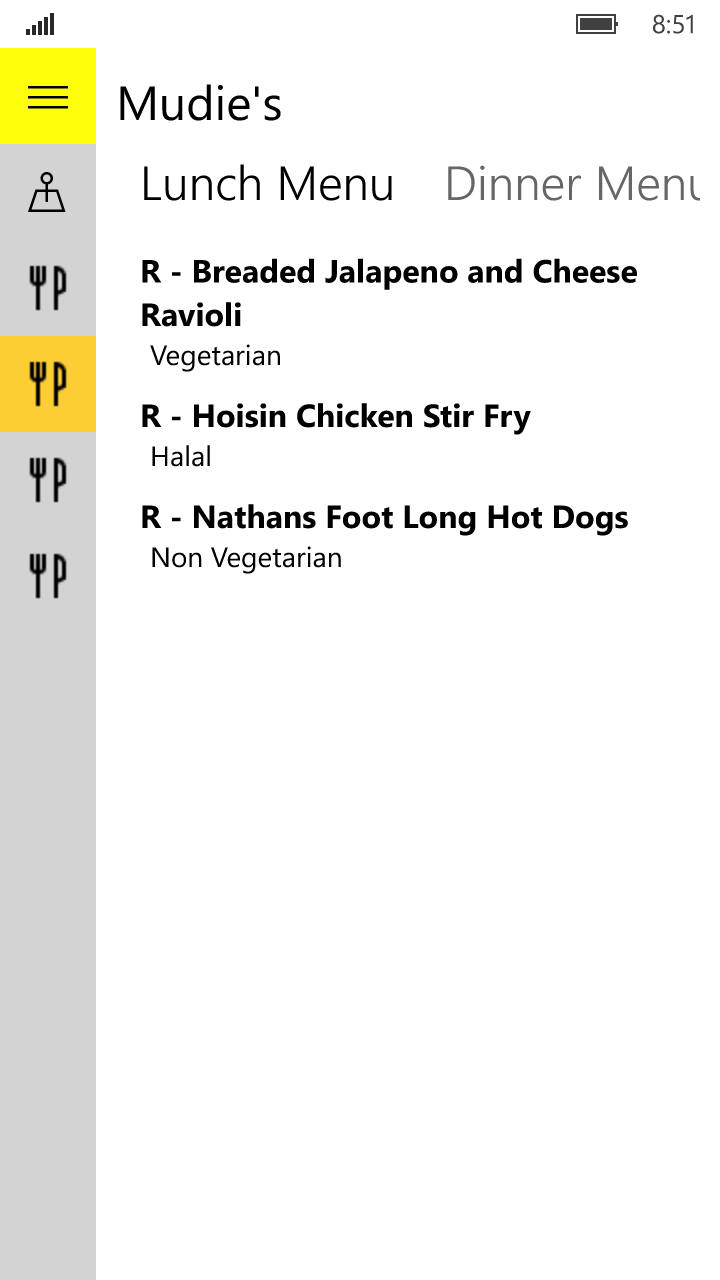 8:51
Mudie's
Lunch Menu Dinner Menu
R - Breaded Jalapeno and Cheese
Ravioli
Vegetarian
R - Hoisin Chicken Stir Fry
Halal
R - Nathans Foot Long Hot Dogs
Non Vegetarian